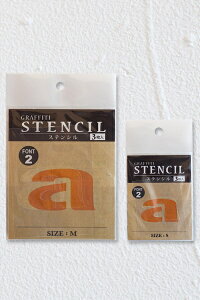 GRAFFITI
STENCIL
ステンシル
FONT
2
a
SIZE : M
GRAFFITI
STENCIL
ステンシル
FONT
2
a
SIZE : S